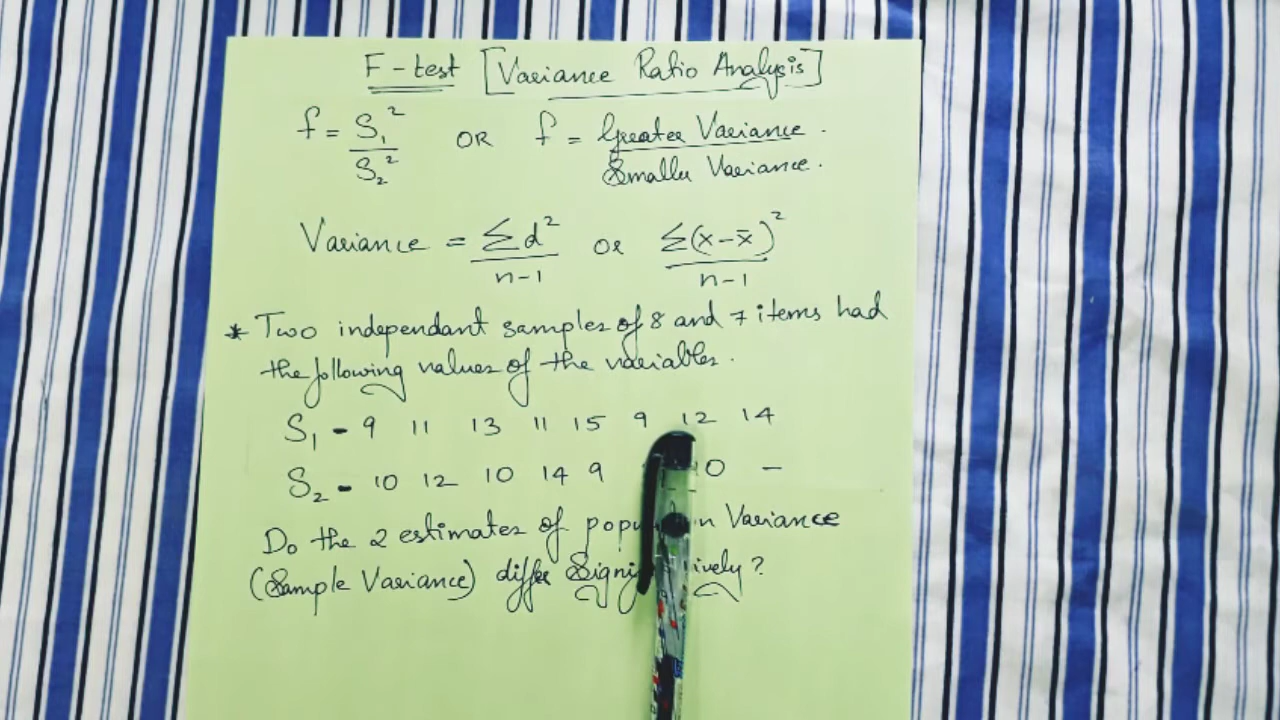 F-test [Variance Ratio Analysis]
f = S₁² / S₂² OR f = Greater Variance. / Smaller Variance.
Variance = Σd² / n-1 or Σ(x-x̄)² / n-1
* Two independant samples of 8 and 7 items had
the following values of the variables.
S₁ - 9 11 13 11 15 9 12 14
S₂ - 10 12 10 14 9 10 -
Do the 2 estimates of Variance
(Sample Variance) differ ?